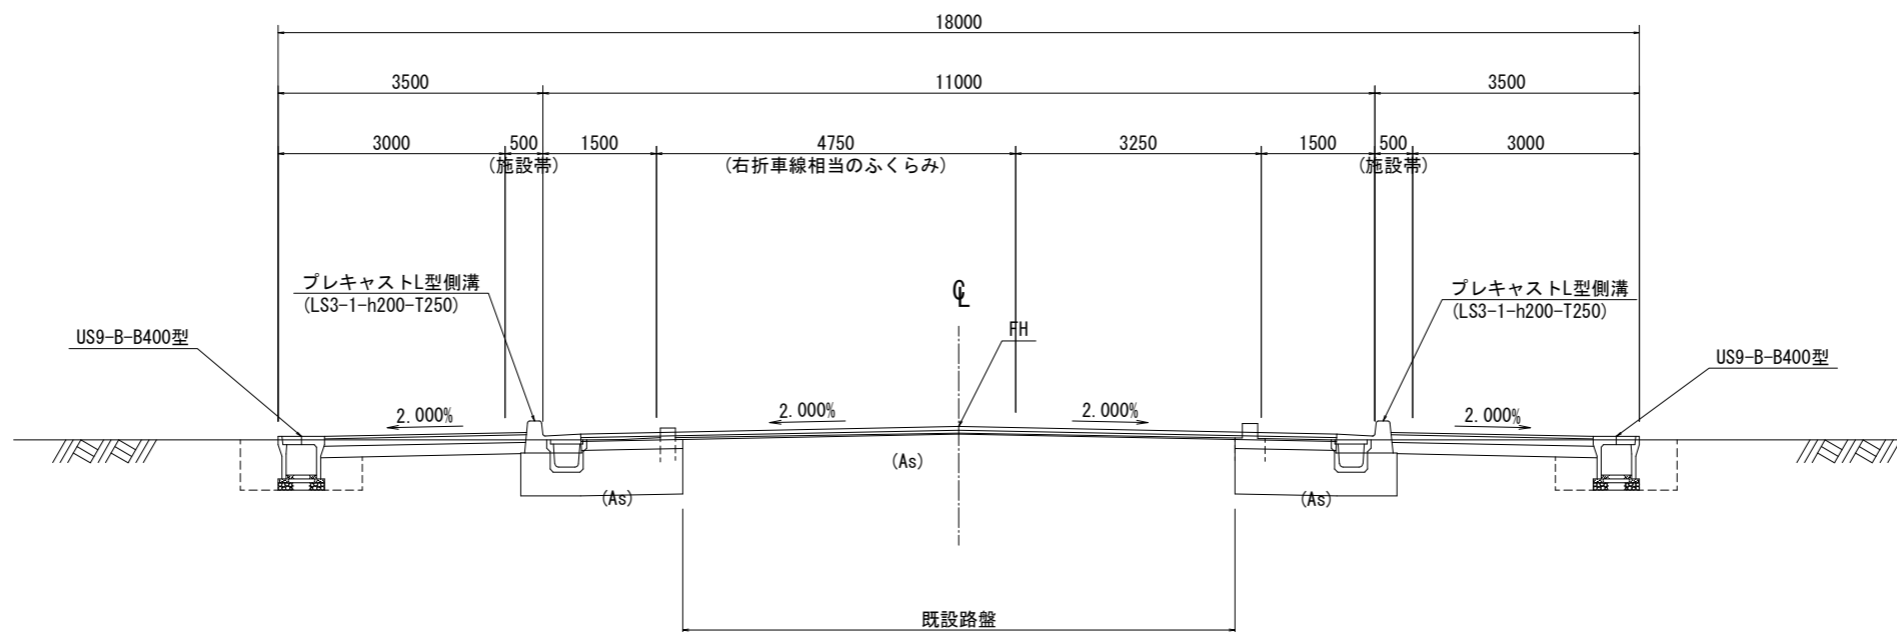 18000
3500
11000
3500
3000
500
1500
4750
3250
1500
500
3000
(施設帯)
(右折車線相当のふくらみ)
(施設帯)
プレキャストL型側溝
(LS3-1-h200-T250)
プレキャストL型側溝
(LS3-1-h200-T250)
CL
FH
US9-B-B400型
US9-B-B400型
2.000%
2.000%
2.000%
2.000%
(As)
(As)
(As)
既設路盤